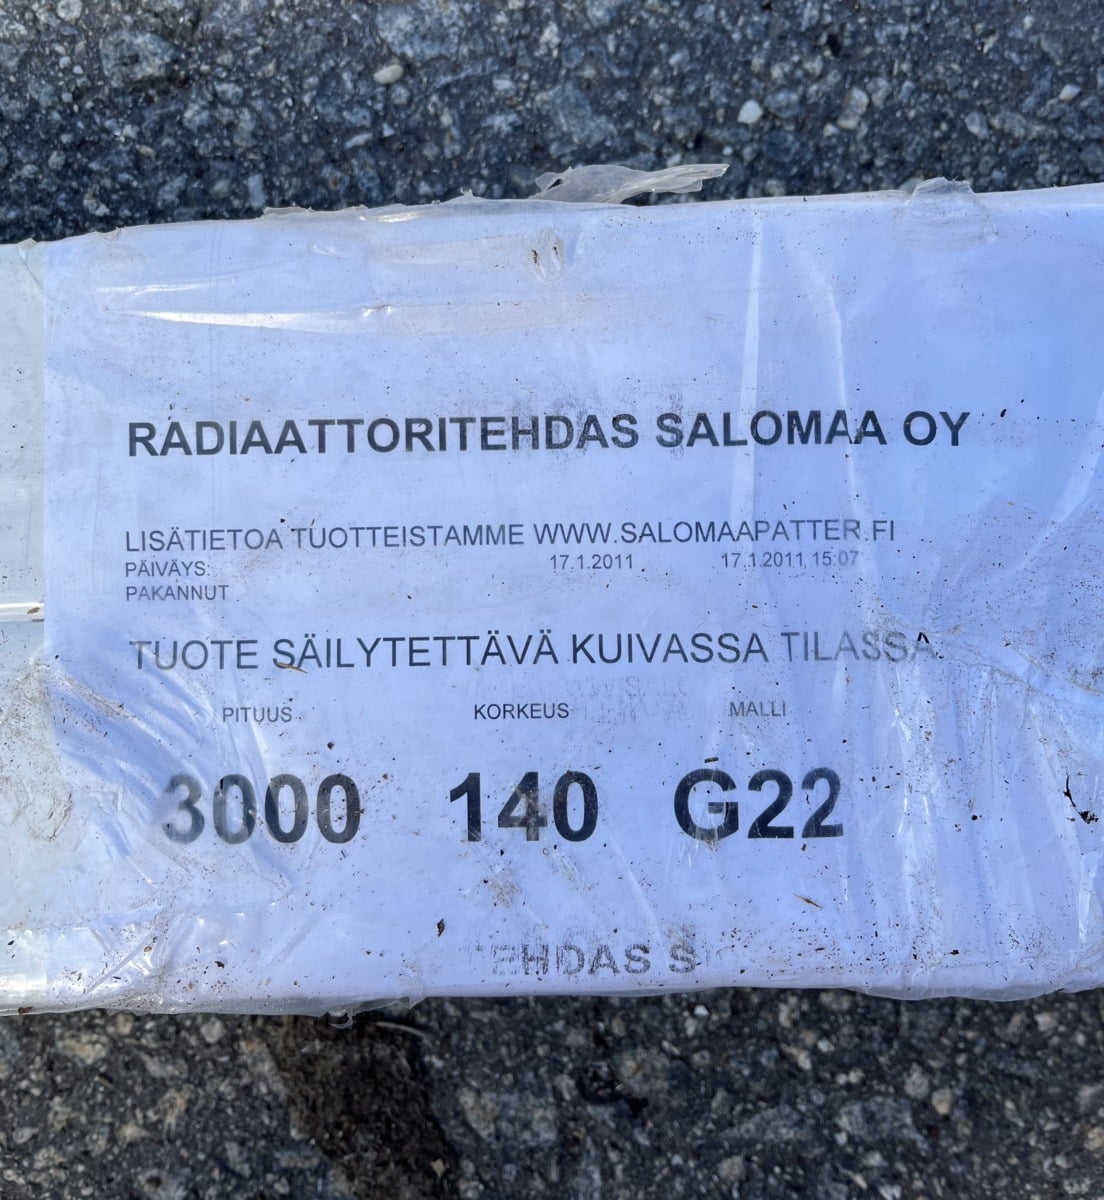 RADIAATTORITEHDAS SALOMAA OY
LISÄTIETOA TUOTTEISTAMME WWW.SALOMAAPATTER.FI
PÄIVÄYS: 17.1.2011 17.1.2011 15:07
PAKANNUT
TUOTE SÄILYTETTÄVÄ KUIVASSA TILASSA
PITUUS KORKEUS MALLI
3000 140 G22
TEHDAS S